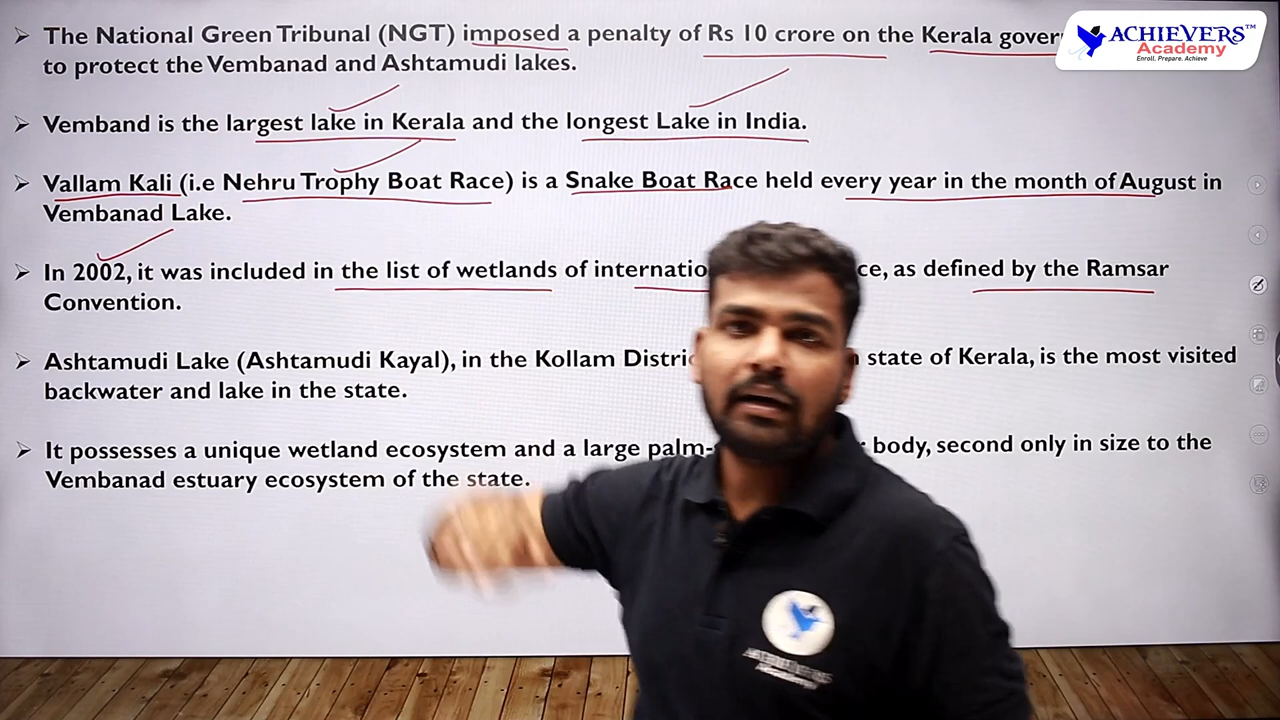 ➢ The National Green Tribunal (NGT) imposed a penalty of Rs 10 crore on the Kerala
to protect the Vembanad and Ashtamudi lakes.
➢ Vemband is the largest lake in Kerala and the longest Lake in India.
➢ Vallam Kali (i.e Nehru Trophy Boat Race) is a Snake Boat Race held every year in the month of August in
Vembanad Lake.
➢ In 2002, it was included in the list of wetlands of as defined by the Ramsar
Convention.
➢ Ashtamudi Lake (Ashtamudi Kayal), in the Kollam state of Kerala, is the most visited
backwater and lake in the state.
➢ It possesses a unique wetland ecosystem and a large body, second only in size to the
Vembanad estuary ecosystem of the state.
ACHIEVERS™
Academy
Enroll. Prepare. Achieve
ACHIEVERS
Academy